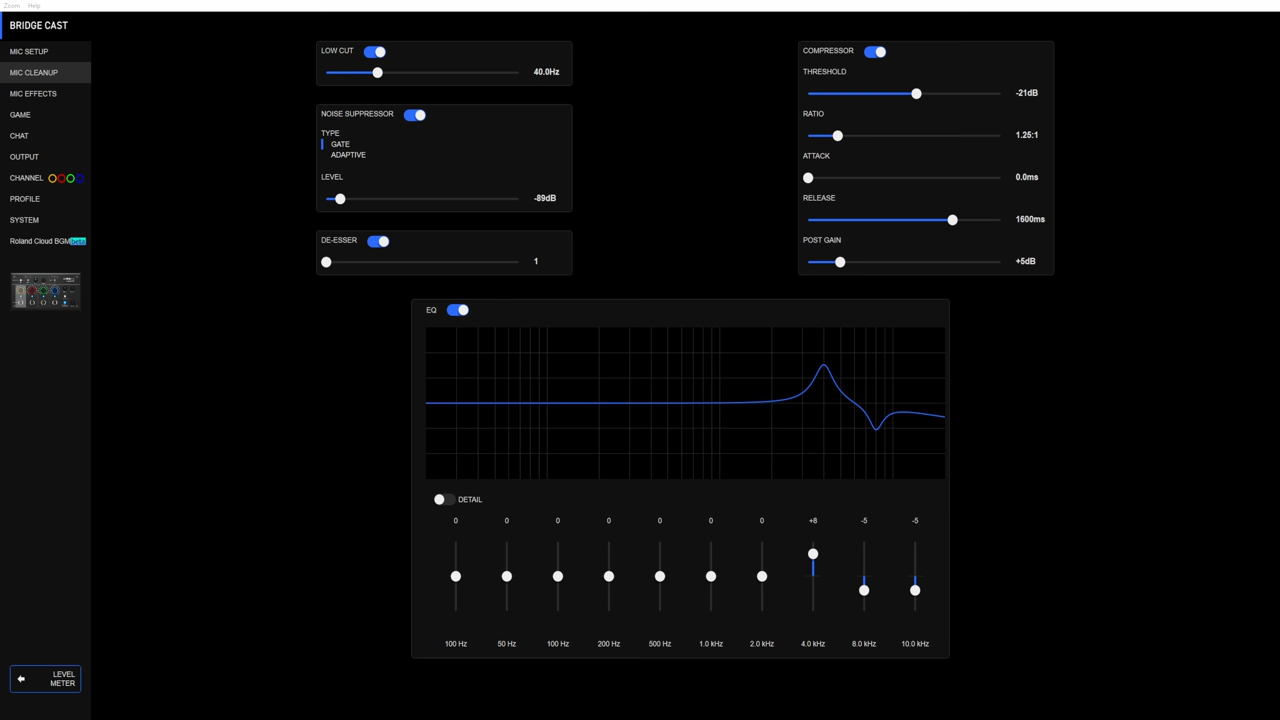 Zoom Help
BRIDGE CAST
MIC SETUP
MIC CLEANUP
MIC EFFECTS
GAME
CHAT
OUTPUT
CHANNEL
PROFILE
SYSTEM
Roland Cloud BGM beta
LEVEL
METER
LOW CUT
40.0Hz
NOISE SUPPRESSOR
TYPE
GATE
ADAPTIVE
LEVEL
-89dB
DE-ESSER
1
COMPRESSOR
THRESHOLD
-21dB
RATIO
1.25:1
ATTACK
0.0ms
RELEASE
1600ms
POST GAIN
+5dB
EQ
DETAIL
0 0 0 0 0 0 0 +8 -5 -5
100 Hz 50 Hz 100 Hz 200 Hz 500 Hz 1.0 kHz 2.0 kHz 4.0 kHz 8.0 kHz 10.0 kHz